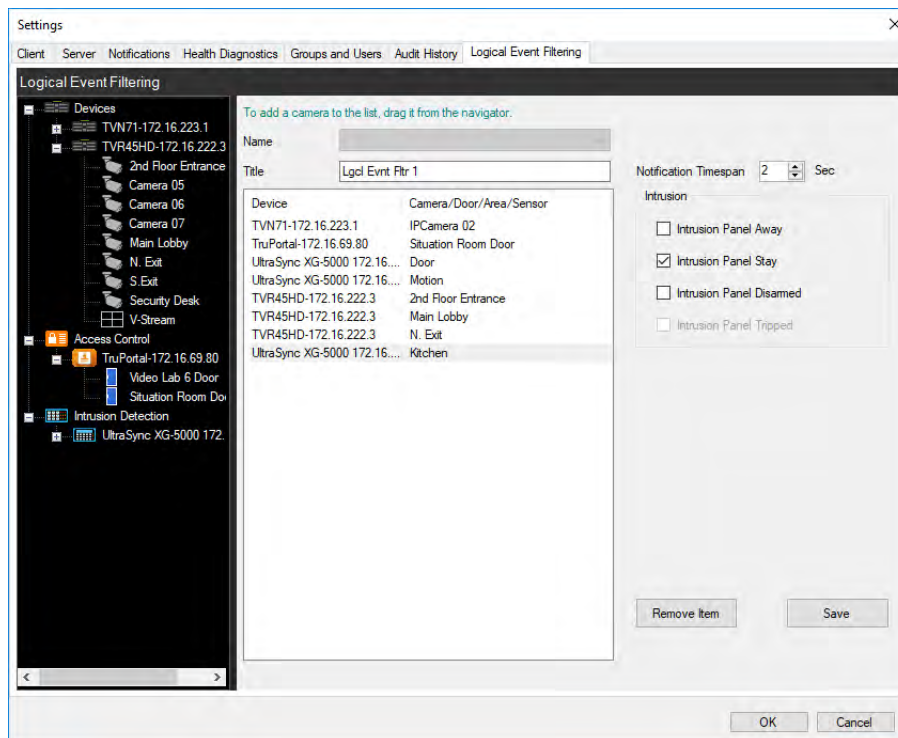 Settings
Client Server Notifications Health Diagnostics Groups and Users Audit History Logical Event Filtering
Logical Event Filtering
Devices
TVN71-172.16.223.1
TVR45HD-172.16.222.3
2nd Floor Entrance
Camera 05
Camera 06
Camera 07
Main Lobby
N. Exit
S.Exit
Security Desk
V-Stream
Access Control
TruPortal-172.16.69.80
Video Lab 6 Door
Situation Room Do
Intrusion Detection
UltraSync XG-5000 172.
To add a camera to the list, drag it from the navigator.
Name
Title Lgcl Evnt Fltr 1
Device Camera/Door/Area/Sensor
TVN71-172.16.223.1 IPCamera 02
TruPortal-172.16.69.80 Situation Room Door
UltraSync XG-5000 172.16.... Door
UltraSync XG-5000 172.16.... Motion
TVR45HD-172.16.222.3 2nd Floor Entrance
TVR45HD-172.16.222.3 Main Lobby
TVR45HD-172.16.222.3 N. Exit
UltraSync XG-5000 172.16.... Kitchen
Notification Timespan 2 Sec
Intrusion
Intrusion Panel Away
Intrusion Panel Stay
Intrusion Panel Disarmed
Intrusion Panel Tripped
Remove Item Save
OK Cancel